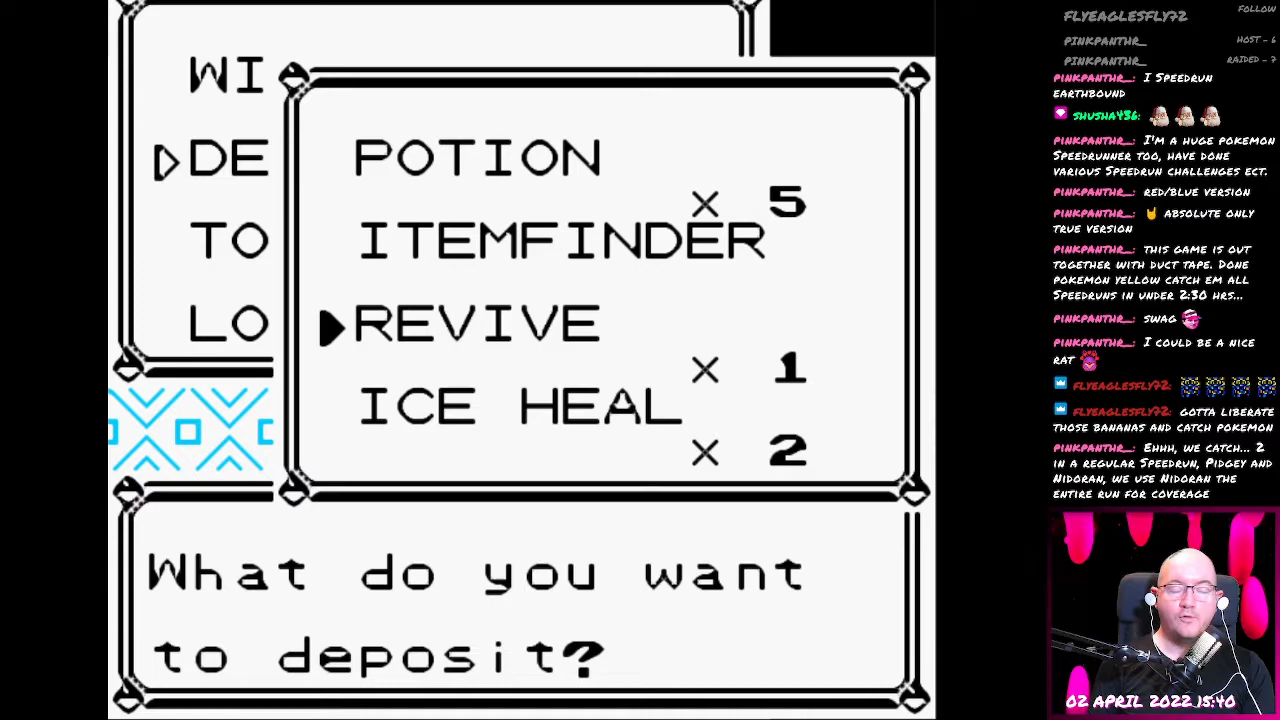 WI
DE
TO
LO
POTION
× 5
ITEMFINDER
REVIVE
× 1
ICE HEAL
× 2
What do you want
to deposit?
FLYEAGLESFLY72
FOLLOW
PINKPANTHR_
HOST - 6
PINKPANTHR_
RAIDED - 7
PINKPANTHR_: I SPEEDRUN
EARTHBOUND
SHUSHA436:
PINKPANTHR_: I'M A HUGE POKEMON
SPEEDRUNNER TOO, HAVE DONE
VARIOUS SPEEDRUN CHALLENGES ECT.
PINKPANTHR_: RED/BLUE VERSION
PINKPANTHR_: 🤘 ABSOLUTE ONLY
TRUE VERSION
PINKPANTHR_: THIS GAME IS OUT
TOGETHER WITH DUCT TAPE. DONE
POKEMON YELLOW CATCH EM ALL
SPEEDRUNS IN UNDER 2:30 HRS...
PINKPANTHR_: SWAG
PINKPANTHR_: I COULD BE A NICE
RAT
FLYEAGLESFLY72:
FLYEAGLESFLY72: GOTTA LIBERATE
THOSE BANANAS AND CATCH POKEMON
PINKPANTHR_: EHHH, WE CATCH... 2
IN A REGULAR SPEEDRUN, PIDGEY AND
NIDORAN, WE USE NIDORAN THE
ENTIRE RUN FOR COVERAGE
02 APRIL 2022 15:40